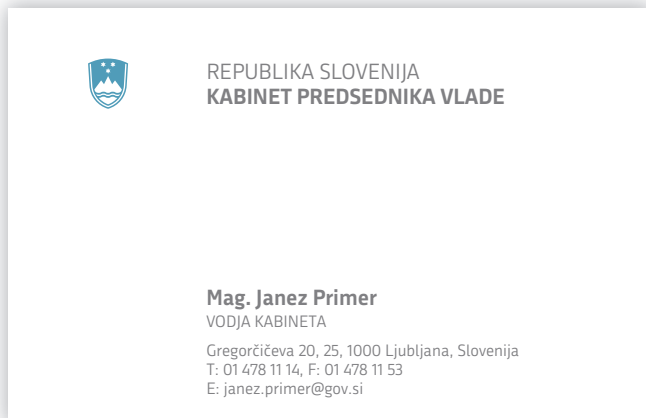 REPUBLIKA SLOVENIJA
KABINET PREDSEDNIKA VLADE
Mag. Janez Primer
VODJA KABINETA
Gregorčičeva 20, 25, 1000 Ljubljana, Slovenija
T: 01 478 11 14, F: 01 478 11 53
E: janez.primer@gov.si